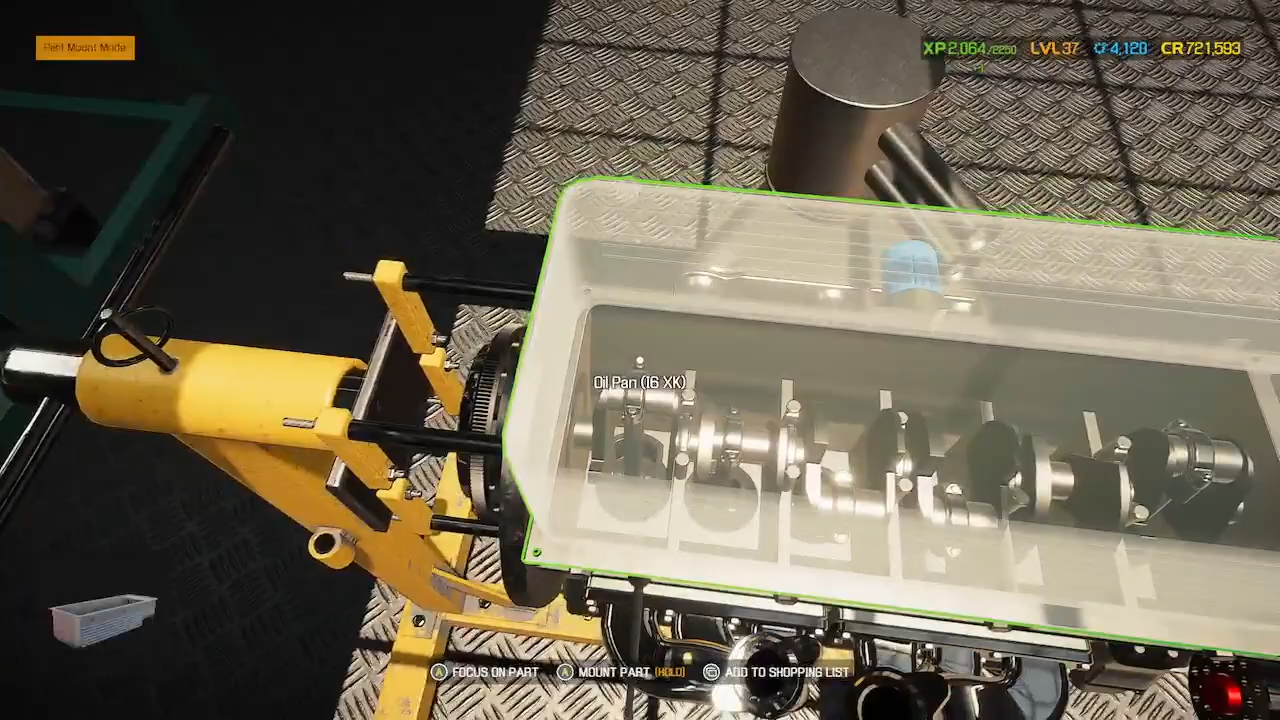 Part Mount Mode
XP 2,064/2250 LVL 37 4,128 CR 721,593
Oil Pan (I6 XK)
FOCUS ON PART
MOUNT PART [HOLD]
ADD TO SHOPPING LIST